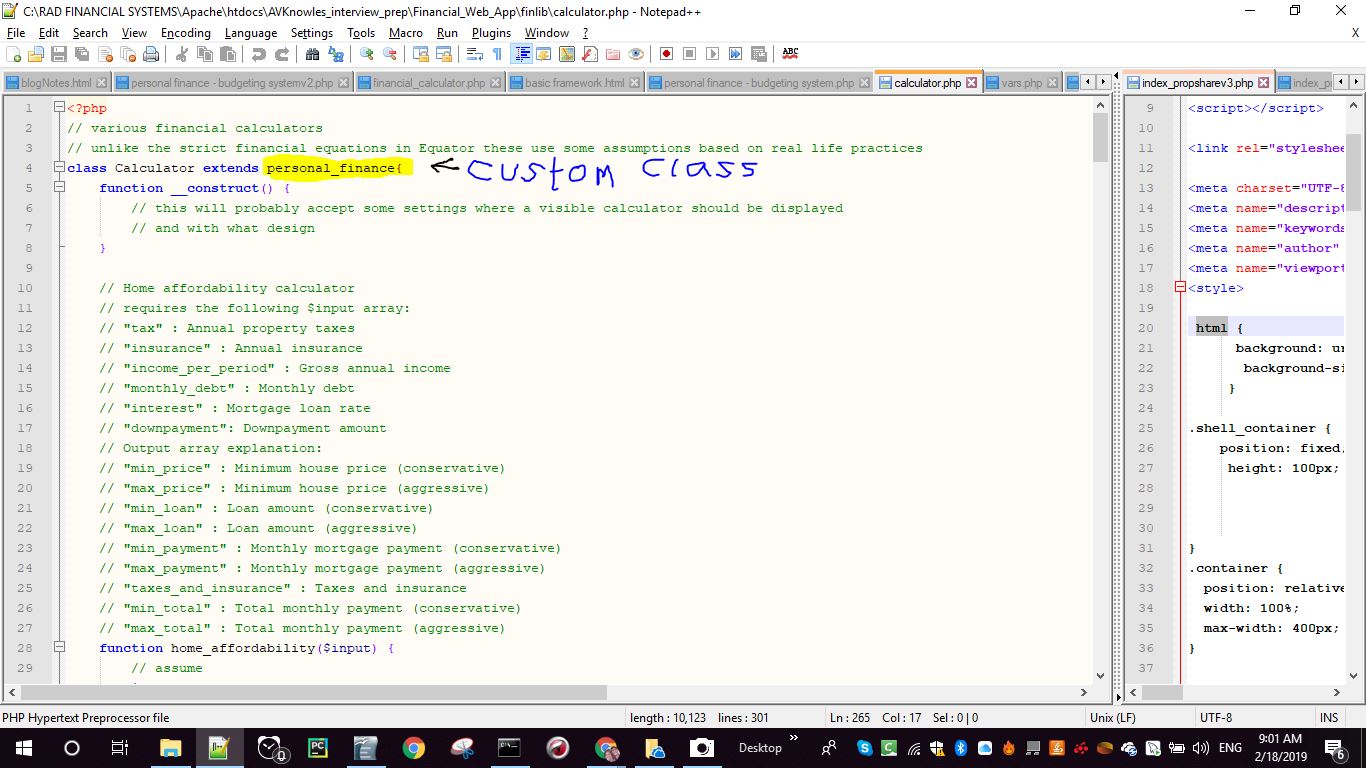 C:\RAD FINANCIAL SYSTEMS\Apache\htdocs\AVKnowles_interview_prep\Financial_Web_App\finlib\calculator.php - Notepad++
File Edit Search View Encoding Language Settings Tools Macro Run Plugins Window ? X
blogNotes.html personal finance - budgeting systemv2.php financial_calculator.php basic framework.html personal finance - budgeting system.php calculator.php vars.php
1 <?php
2 // various financial calculators
3 // unlike the strict financial equations in Equator these use some assumptions based on real life practices
4 class Calculator extends personal_finance{ ← Custom Class
5 function __construct() {
6 // this will probably accept some settings where a visible calculator should be displayed
7 // and with what design
8 }
9
10 // Home affordability calculator
11 // requires the following $input array:
12 // "tax" : Annual property taxes
13 // "insurance" : Annual insurance
14 // "income_per_period" : Gross annual income
15 // "monthly_debt" : Monthly debt
16 // "interest" : Mortgage loan rate
17 // "downpayment": Downpayment amount
18 // Output array explanation:
19 // "min_price" : Minimum house price (conservative)
20 // "max_price" : Minimum house price (aggressive)
21 // "min_loan" : Loan amount (conservative)
22 // "max_loan" : Loan amount (aggressive)
23 // "min_payment" : Monthly mortgage payment (conservative)
24 // "max_payment" : Monthly mortgage payment (aggressive)
25 // "taxes_and_insurance" : Taxes and insurance
26 // "min_total" : Total monthly payment (conservative)
27 // "max_total" : Total monthly payment (aggressive)
28 function home_affordability($input) {
29 // assume
index_propsharev3.php
9 <script></script>
10
11 <link rel="styleshee
12
13 <meta charset="UTF-8
14 <meta name="descript
15 <meta name="keywords
16 <meta name="author"
17 <meta name="viewport
18 <style>
19
20 html {
21 background: ur
22 background-si
23 }
24
25 .shell_container {
26 position: fixed
27 height: 100px;
28
29
30
31 }
32 .container {
33 position: relative
34 width: 100%;
35 max-width: 400px;
36 }
37
PHP Hypertext Preprocessor file length : 10,123 lines : 301 Ln : 265 Col : 17 Sel : 0 | 0 Unix (LF) UTF-8 INS
Desktop ENG 9:01 AM
2/18/2019